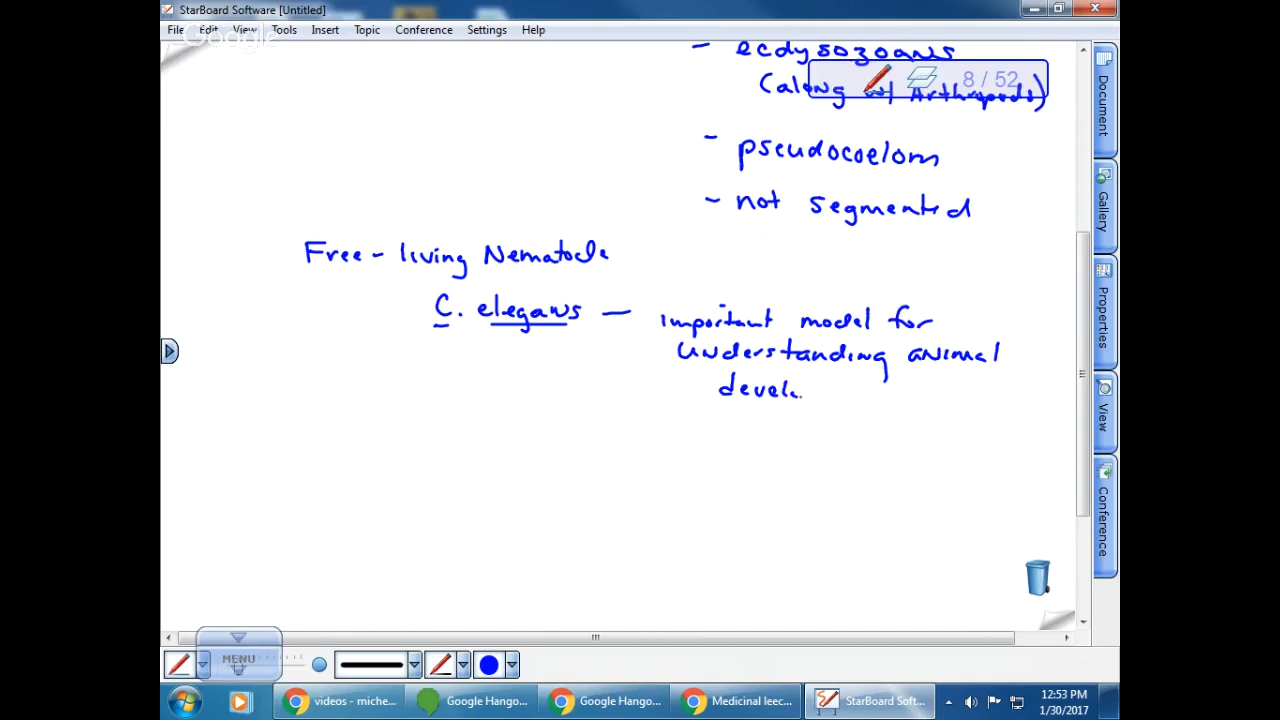 StarBoard Software [Untitled]
File Edit View Tools Insert Topic Conference Settings Help
Google
- ecdysozoans
(along w/ Arthropods)
8 / 52
- pseudocoelom
- not segmented
Free-living Nematode
C. elegans — important model for
understanding animal
devel
Document
Gallery
Properties
View
Conference
MENU
videos - miche...
Google Hango...
Google Hango...
Medicinal leec...
StarBoard Soft...
12:53 PM
1/30/2017